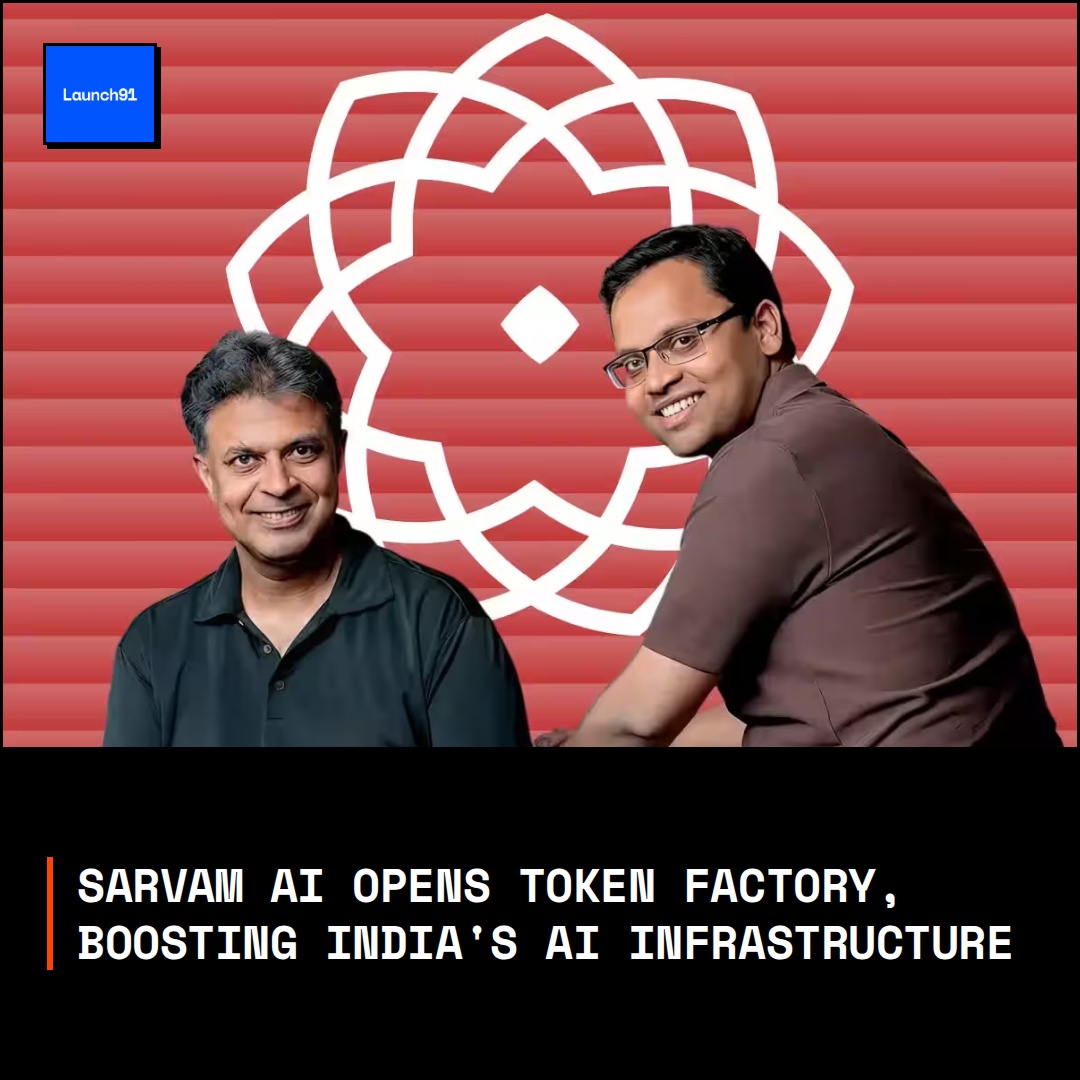 Launch91
SARVAM AI OPENS TOKEN FACTORY,
BOOSTING INDIA'S AI INFRASTRUCTURE